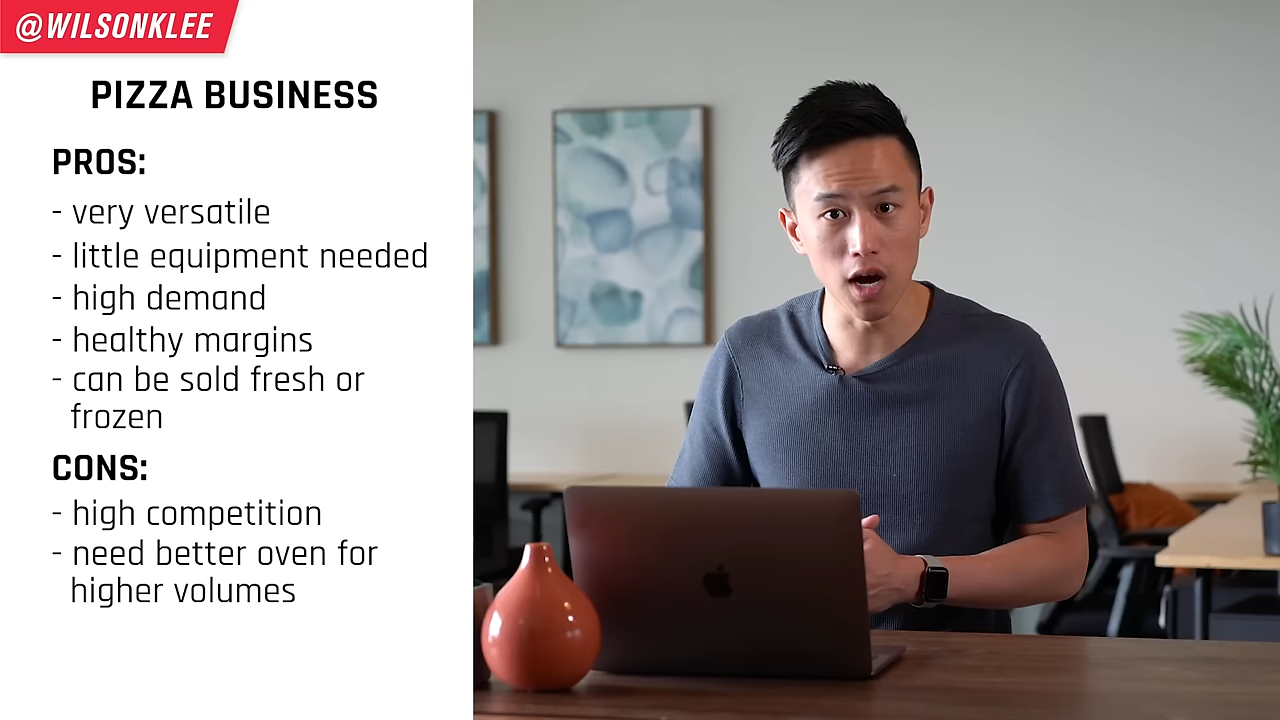 @WILSONKLEE
PIZZA BUSINESS
PROS:
- very versatile
- little equipment needed
- high demand
- healthy margins
- can be sold fresh or
frozen
CONS:
- high competition
- need better oven for
higher volumes